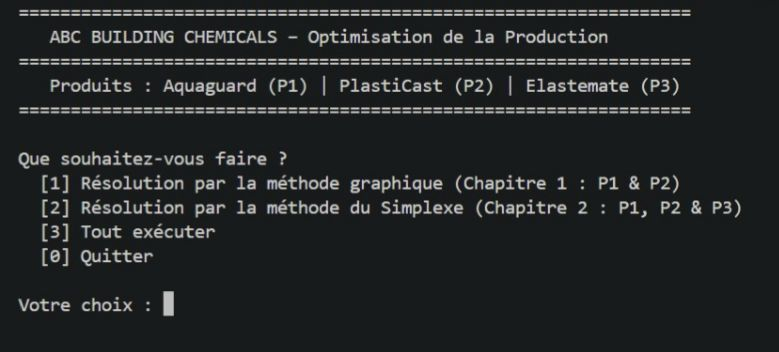 =================================================================
ABC BUILDING CHEMICALS – Optimisation de la Production
=================================================================
Produits : Aquaguard (P1) | PlastiCast (P2) | Elastemate (P3)
=================================================================
Que souhaitez-vous faire ?
[1] Résolution par la méthode graphique (Chapitre 1 : P1 & P2)
[2] Résolution par la méthode du Simplexe (Chapitre 2 : P1, P2 & P3)
[3] Tout exécuter
[0] Quitter
Votre choix :